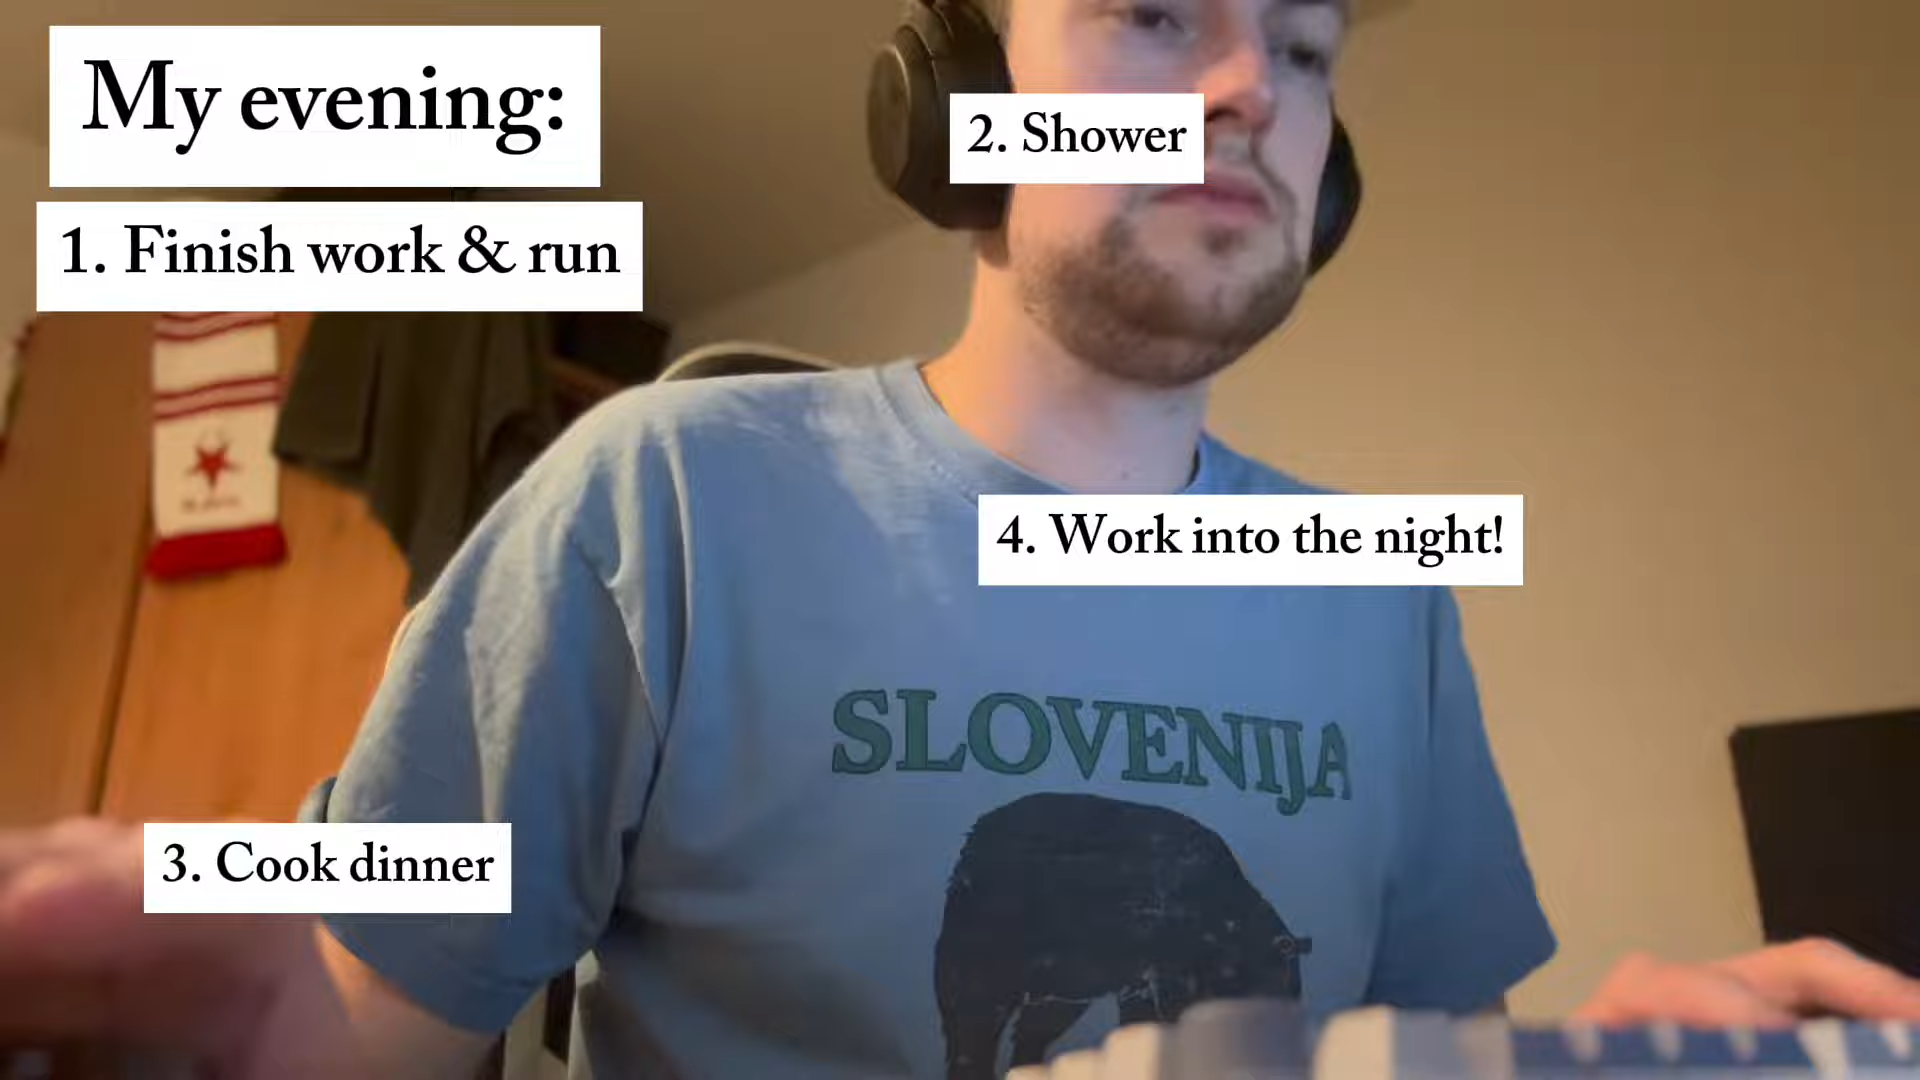 My evening:
1. Finish work & run
2. Shower
3. Cook dinner
4. Work into the night!
SLOVENIJA